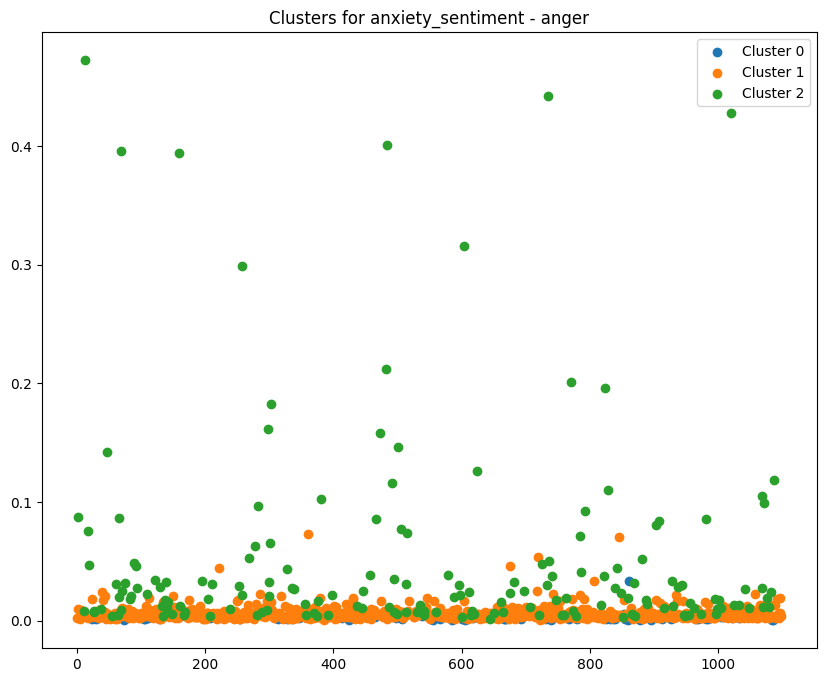 Clusters for anxiety_sentiment - anger
Cluster 0
Cluster 1
Cluster 2
0.4
0.3
0.2
0.1
0.0
0 200 400 600 800 1000